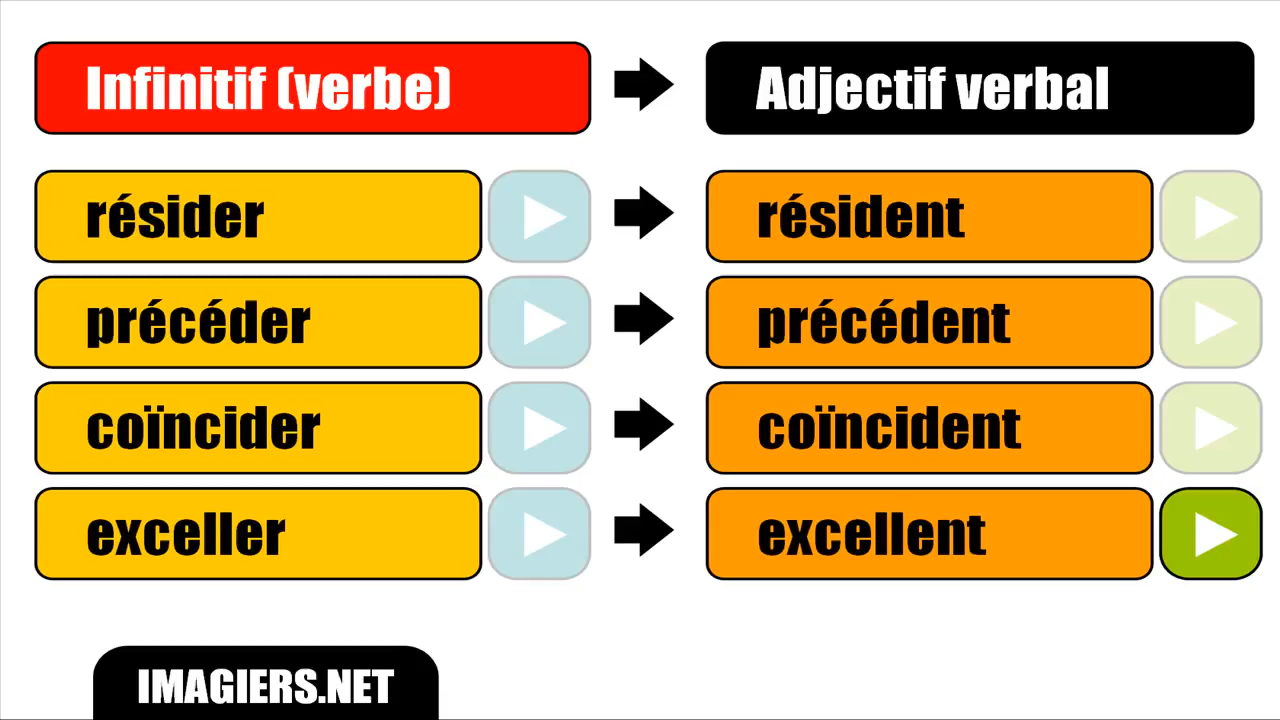 Infinitif (verbe) Adjectif verbal
résider résident
précéder précédent
coïncider coïncident
exceller excellent
IMAGIERS.NET